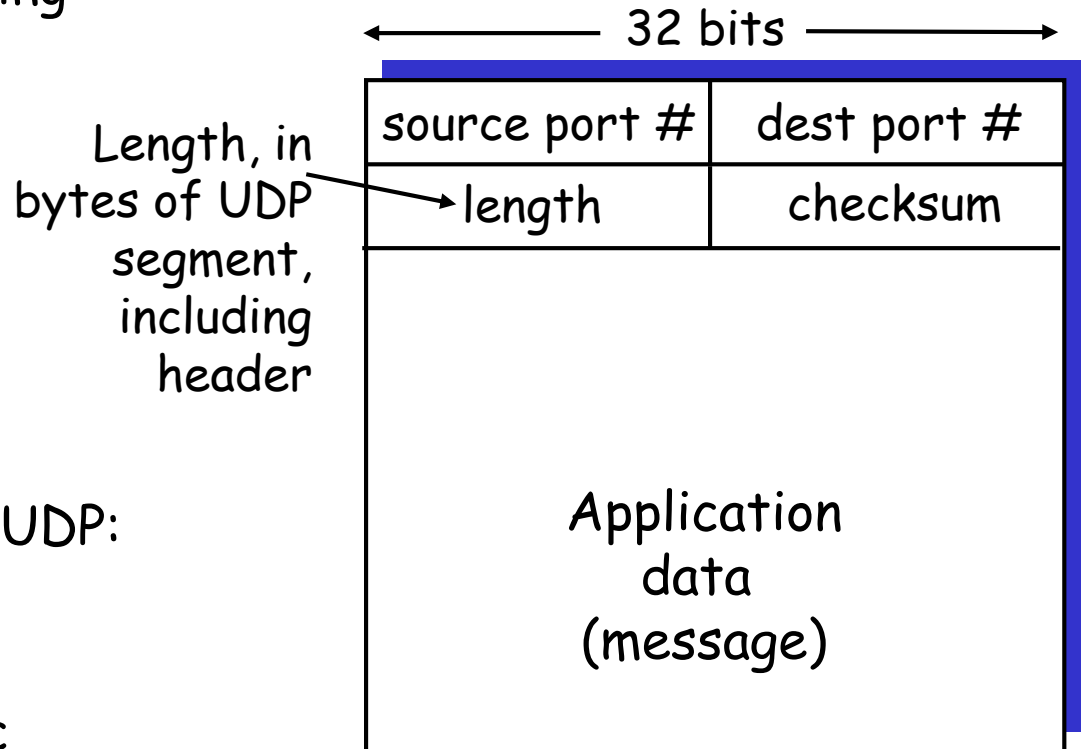 32 bits
source port #
dest port #
Length, in
bytes of UDP
segment,
including
header
length
checksum
UDP:
Application
data
(message)